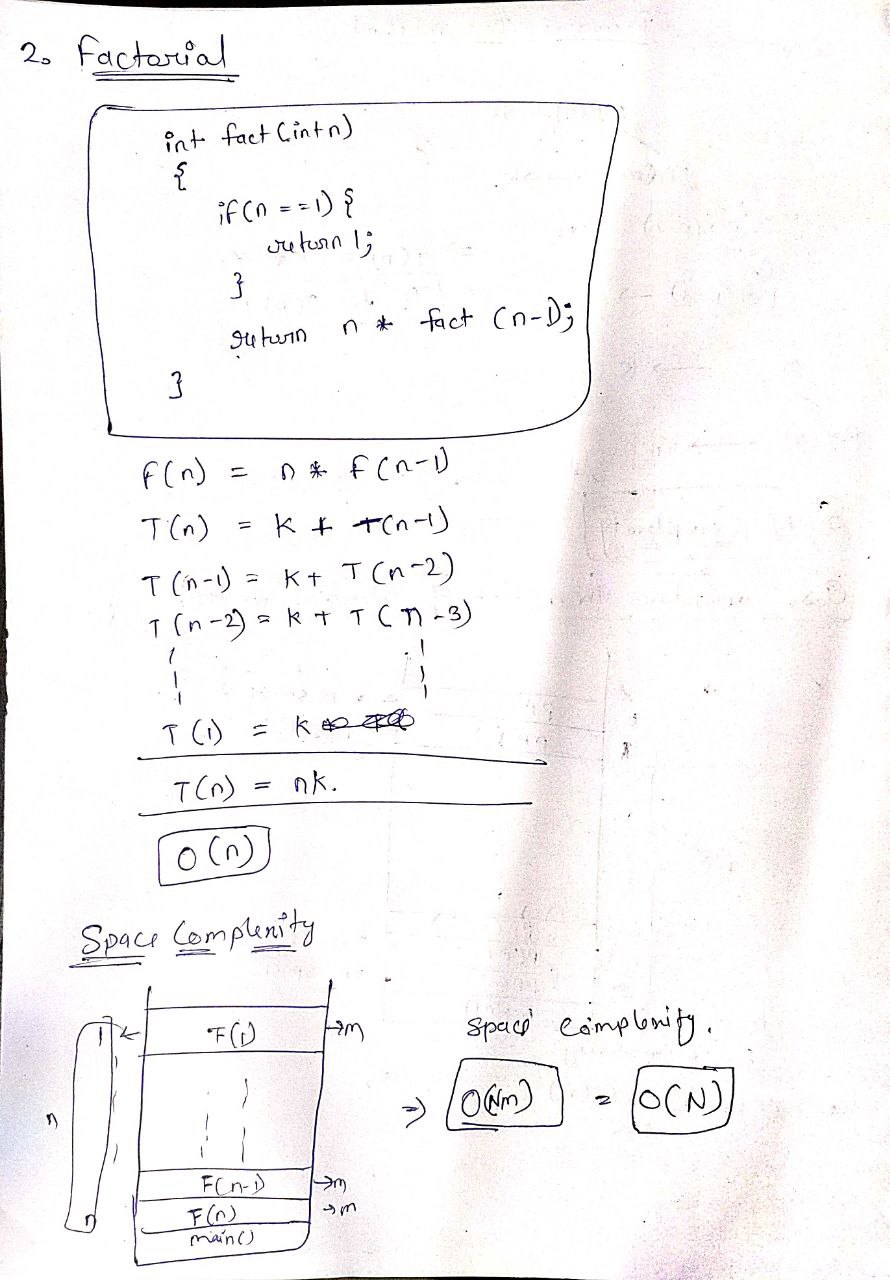 2. Factorial
int fact (int n)
{
if (n == 1) {
return 1;
}
return n * fact (n-1);
}
F(n) = n * f(n-1)
T(n) = K + T(n-1)
T(n-1) = K + T(n-2)
T(n-2) = K + T(n-3)
T(1) = K
T(n) = nK.
O(n)
Space Complexity
1 ← F(1) → m
n
F(n-1) → m
n F(n) → m
main()
Space complexity.
⇒ O(Nm) = O(N)